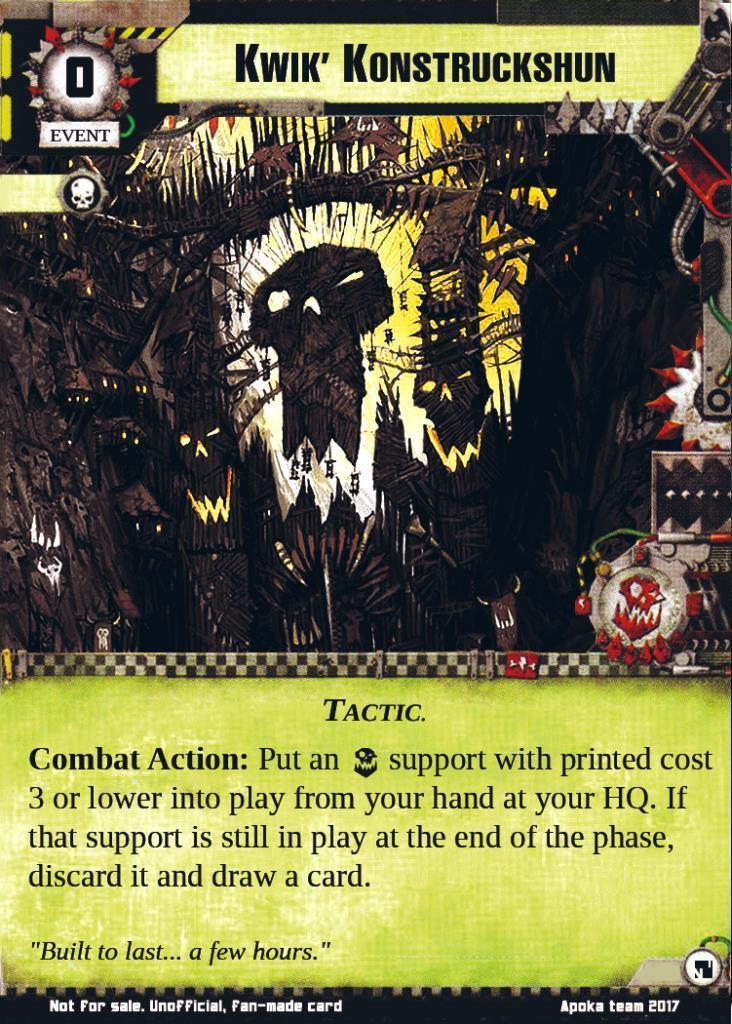 Kwik' Konstruckshun
0
EVENT
Tactic.
Combat Action: Put an support with printed cost
3 or lower into play from your hand at your HQ. If
that support is still in play at the end of the phase,
discard it and draw a card.
"Built to last... a few hours."
Not for sale. Unofficial, fan-made card
Apoka team 2017